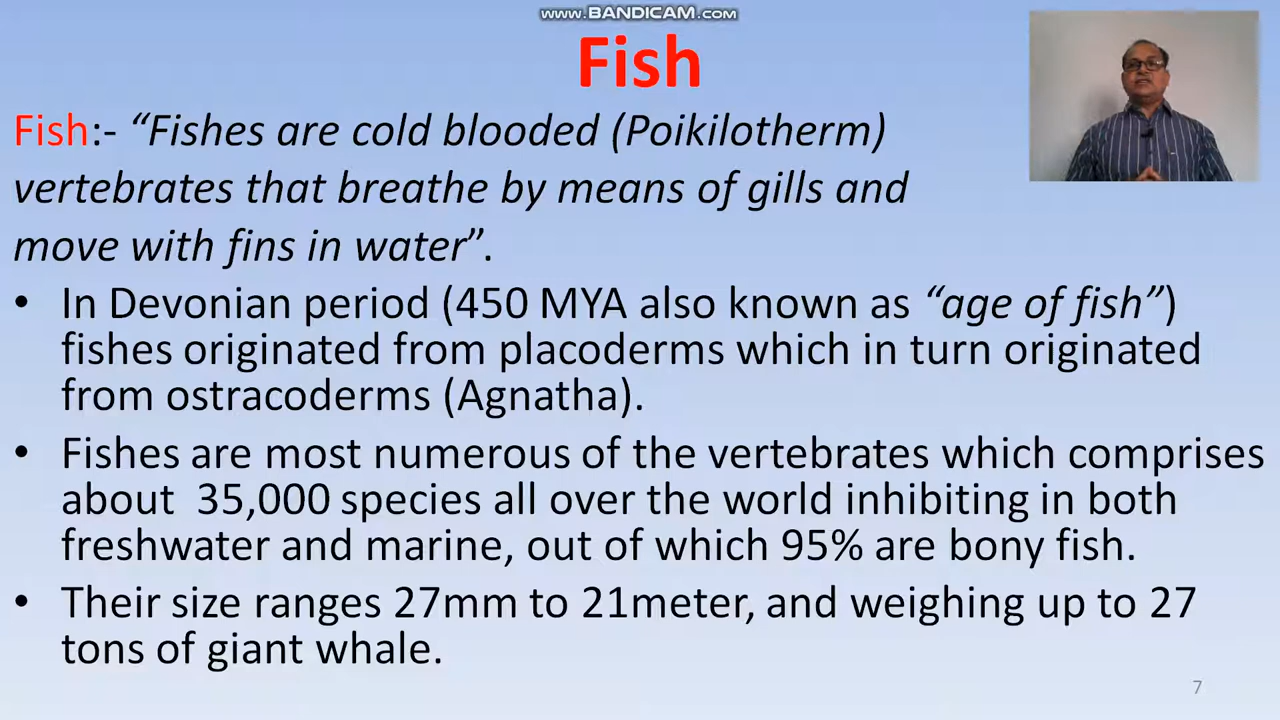 www.BANDICAM.com
Fish
Fish:- “Fishes are cold blooded (Poikilotherm)
vertebrates that breathe by means of gills and
move with fins in water”.
• In Devonian period (450 MYA also known as “age of fish”)
fishes originated from placoderms which in turn originated
from ostracoderms (Agnatha).
• Fishes are most numerous of the vertebrates which comprises
about  35,000 species all over the world inhibiting in both
freshwater and marine, out of which 95% are bony fish.
• Their size ranges 27mm to 21meter, and weighing up to 27
tons of giant whale.
7